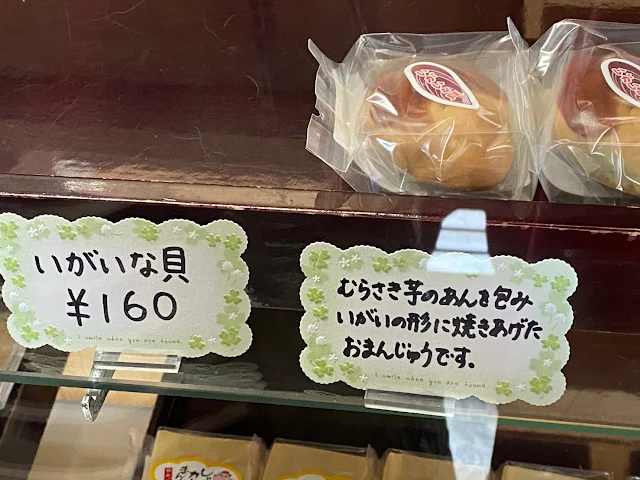 いがいな貝
¥160
I smile when you are found.
むらさき芋のあんを包み
いがいの形に焼きあげた
おまんじゅうです。
I smile when you are found.